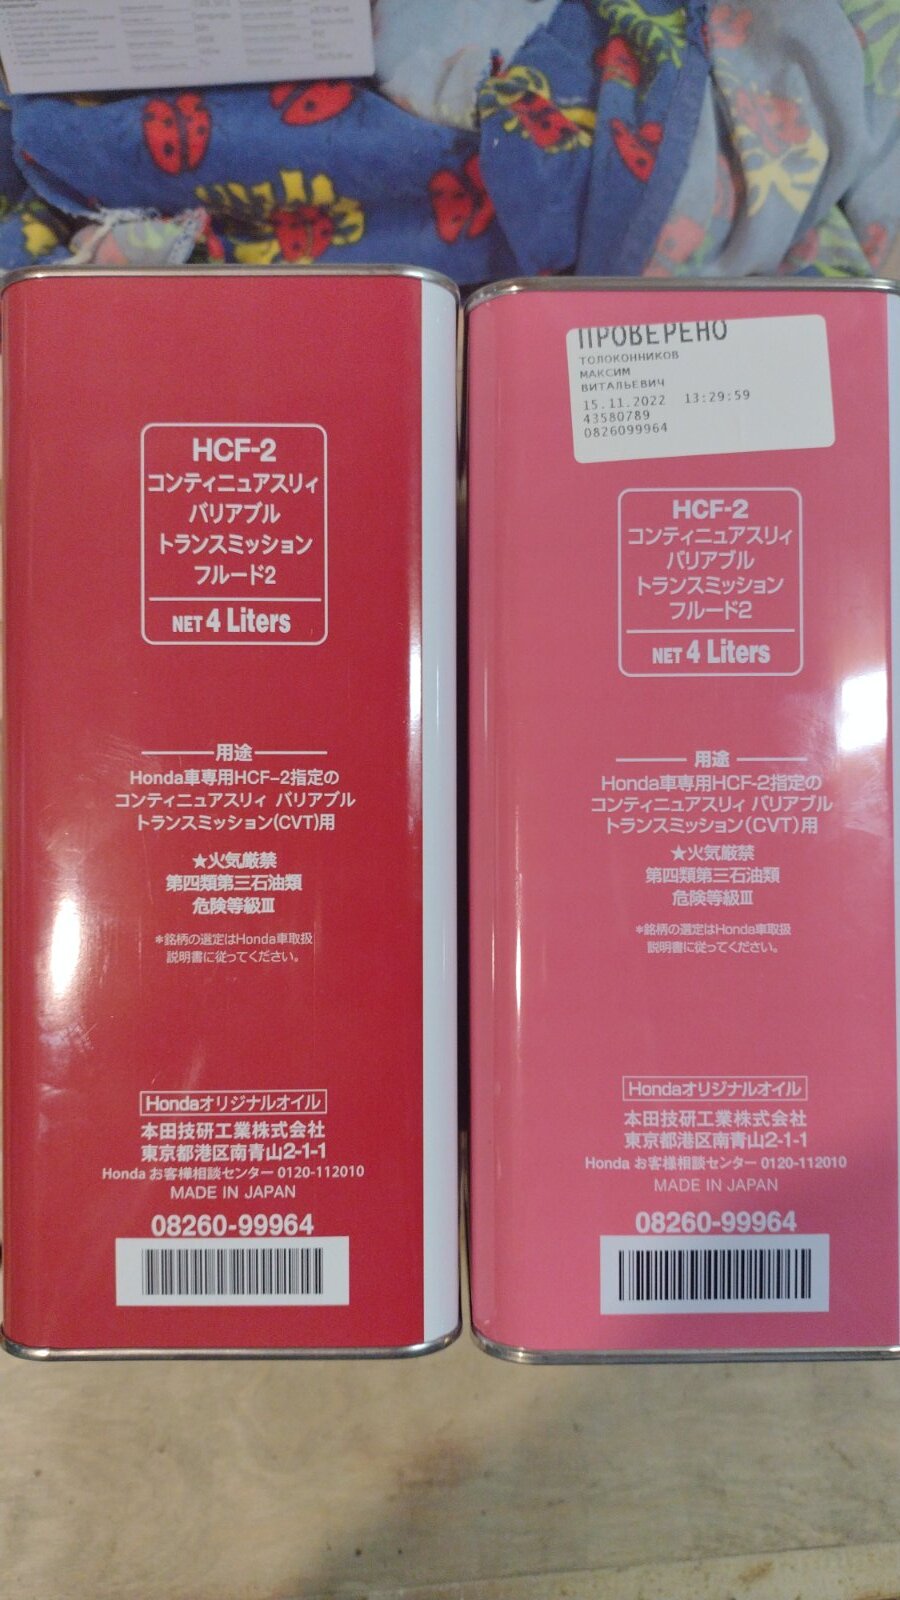 HCF-2
コンティニュアスリィ
バリアブル
トランスミッション
フルード2
NET 4 Liters
用途
Honda車専用HCF-2指定の
コンティニュアスリィ バリアブル
トランスミッション(CVT)用
★火気厳禁
第四類第三石油類
危険等級Ⅲ
*銘柄の選定はHonda車取扱
説明書に従ってください。
Hondaオリジナルオイル
本田技研工業株式会社
東京都港区南青山2-1-1
Honda お客様相談センター 0120-112010
MADE IN JAPAN
08260-99964
ПРОВЕРЕНО
ТОЛОКОННИКОВ
МАКСИМ
ВИТАЛЬЕВИЧ
15.11.2022 13:29:59
43580789
0826099964
HCF-2
コンティニュアスリィ
バリアブル
トランスミッション
フルード2
NET 4 Liters
用途
Honda車専用HCF-2指定の
コンティニュアスリィ バリアブル
トランスミッション(CVT)用
★火気厳禁
第四類第三石油類
危険等級Ⅲ
*銘柄の選定はHonda車取扱
説明書に従ってください。
Hondaオリジナルオイル
本田技研工業株式会社
東京都港区南青山2-1-1
Honda お客様相談センター 0120-112010
MADE IN JAPAN
08260-99964